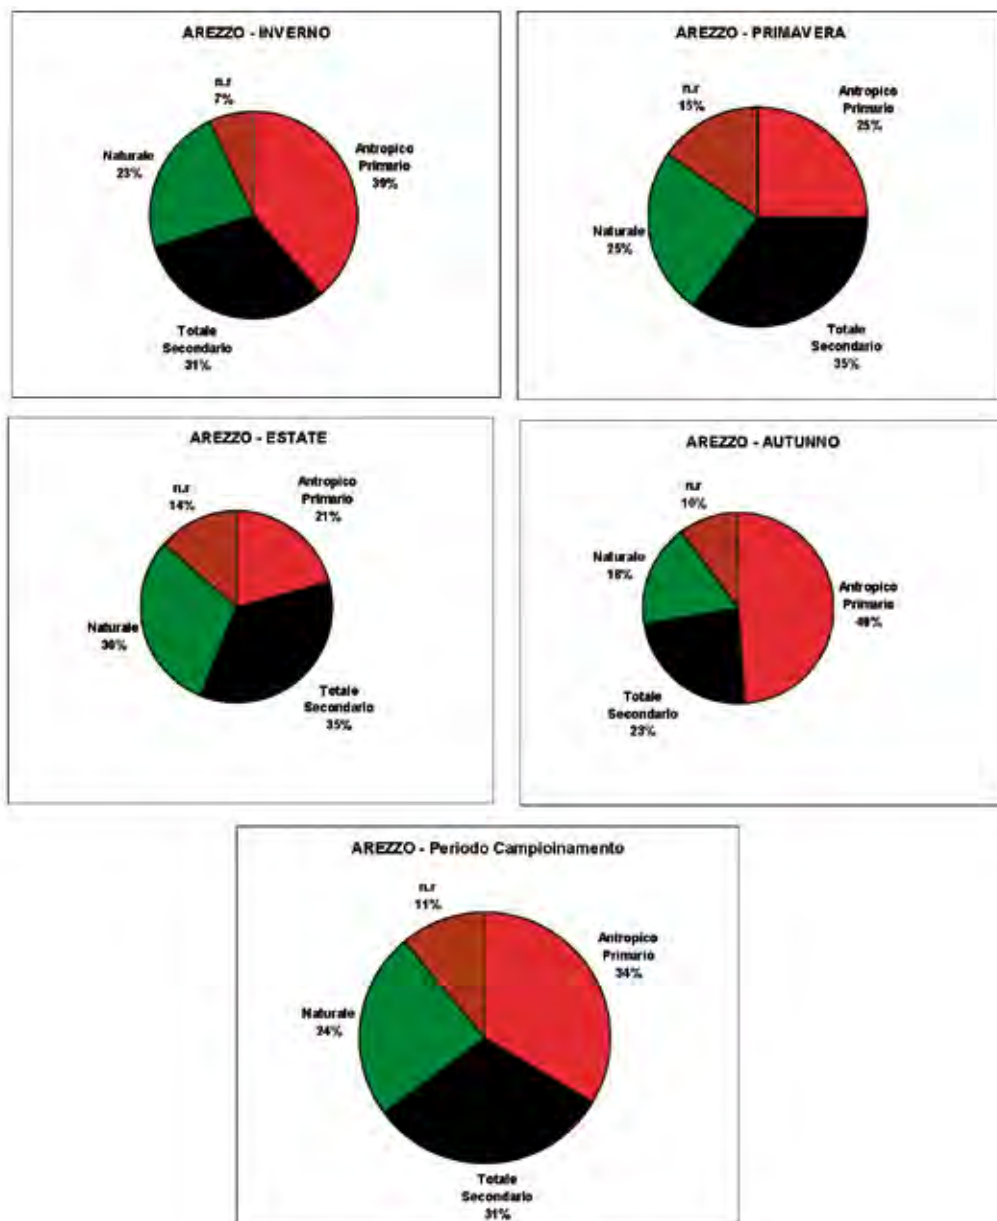 AREZZO - INVERNO
n.r
7%
Antropico
Primario
39%
Naturale
23%
Totale
Secondario
31%
AREZZO - PRIMAVERA
n.r
15%
Antropico
Primario
25%
Naturale
25%
Totale
Secondario
35%
AREZZO - ESTATE
n.r
14%
Antropico
Primario
21%
Naturale
30%
Totale
Secondario
35%
AREZZO - AUTUNNO
n.r
10%
Naturale
18%
Antropico
Primario
49%
Totale
Secondario
23%
AREZZO - Periodo Campioinamento
n.r
11%
Antropico
Primario
34%
Naturale
24%
Totale
Secondario
31%